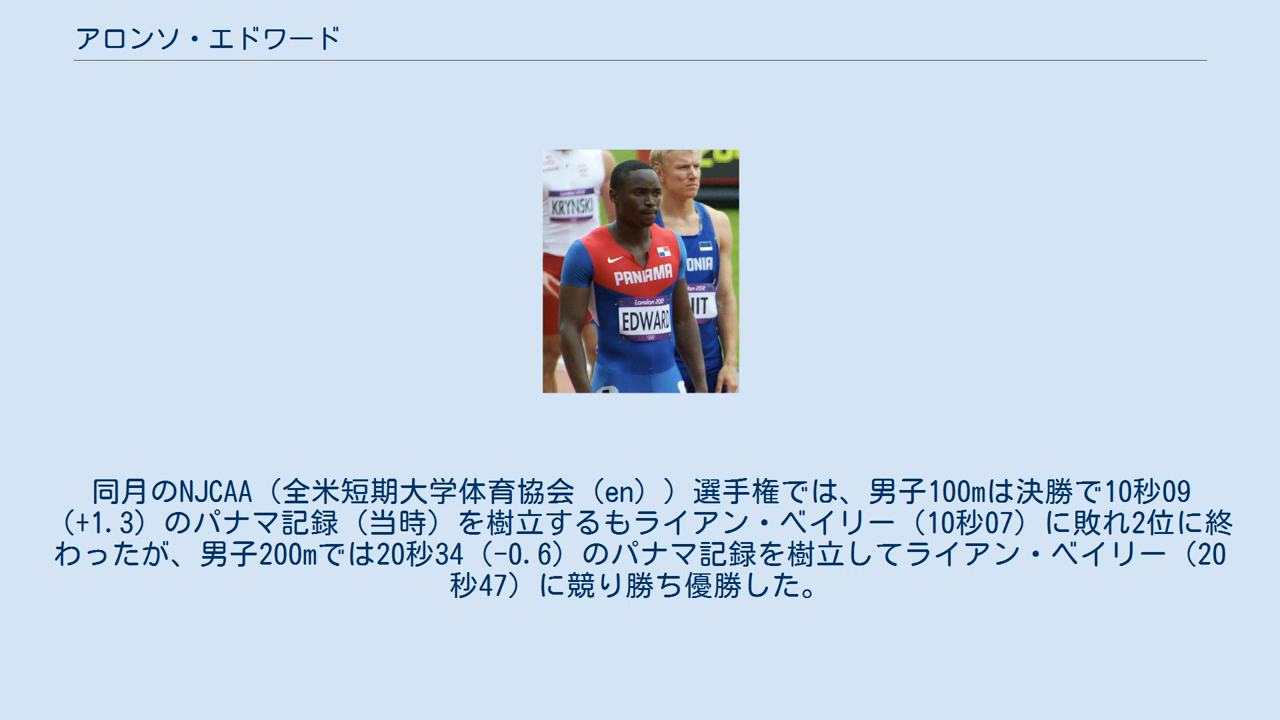 アロンソ・エドワード
KRYNSKI
PANAMA
ONIA
London 2012
EDWARD
NIT
同月のNJCAA（全米短期大学体育協会（en））選手権では、男子100mは決勝で10秒09
（+1.3）のパナマ記録（当時）を樹立するもライアン・ベイリー（10秒07）に敗れ2位に終
わったが、男子200mでは20秒34（-0.6）のパナマ記録を樹立してライアン・ベイリー（20
秒47）に競り勝ち優勝した。